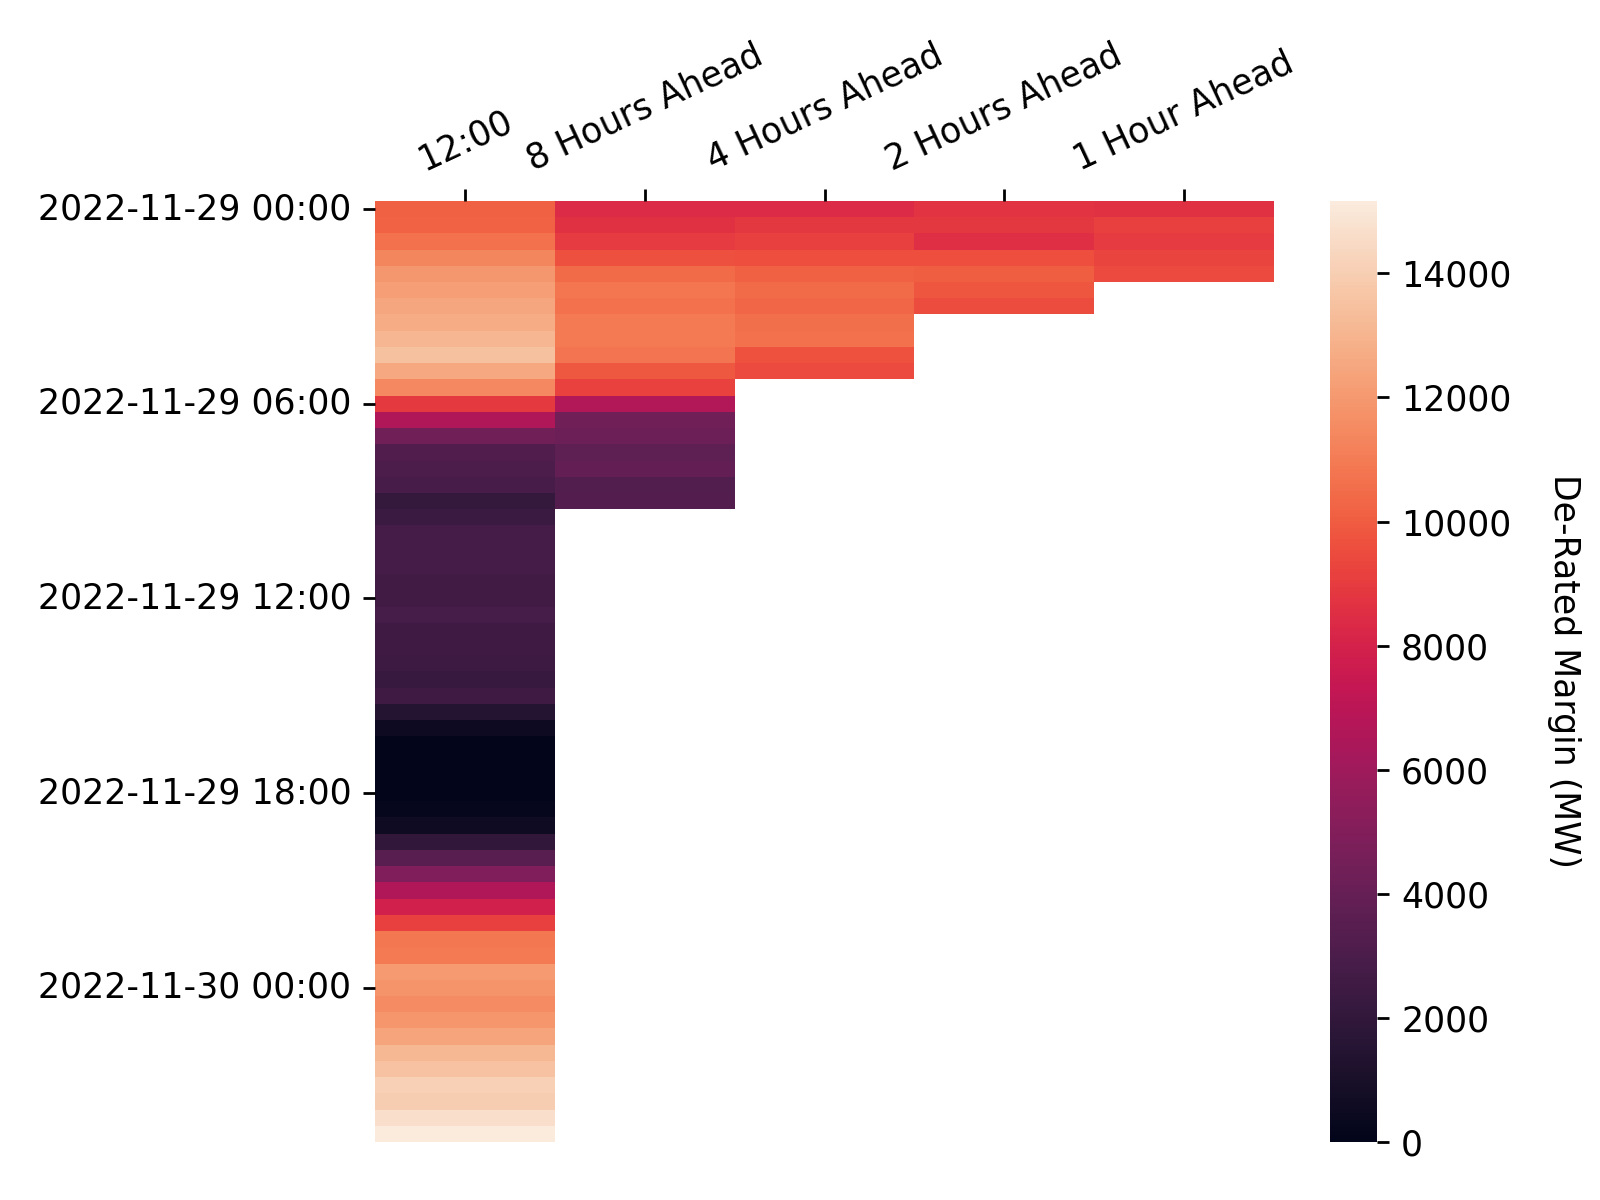 12:00
8 Hours Ahead
4 Hours Ahead
2 Hours Ahead
1 Hour Ahead
2022-11-29 00:00
2022-11-29 06:00
2022-11-29 12:00
2022-11-29 18:00
2022-11-30 00:00
14000
12000
10000
8000
6000
4000
2000
0
De-Rated Margin (MW)